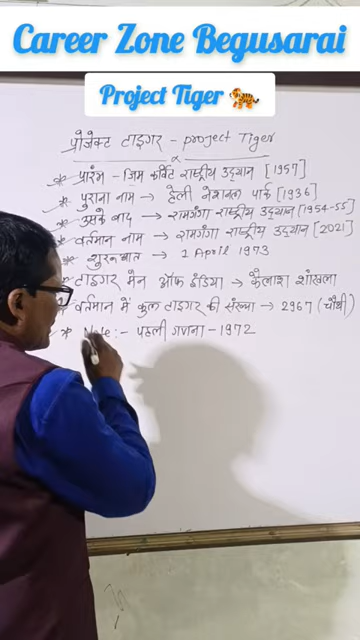 Career Zone Begusarai
Project Tiger 🐅
प्रोजेक्ट टाइगर - project Tiger
* प्रारंभ - जिम कॉर्बेट राष्ट्रीय उद्यान [1957]
* पुराना नाम → हेली नेशनल पार्क [1936]
* उसके बाद → रामगंगा राष्ट्रीय उद्यान [1954-55]
* वर्तमान नाम → रामगंगा राष्ट्रीय उद्यान [2021]
* शुरूआत → 1 April 1973
* टाइगर मैन ऑफ इंडिया → कैलाश सांखला
* वर्तमान में कुल टाइगर की संख्या → 2967 (चौथी)
* Note:- पहली गणना - 1972